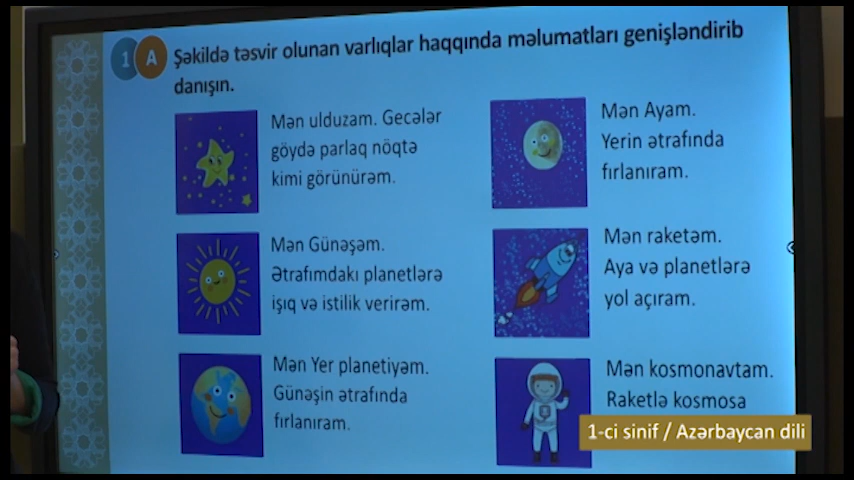 1 A Şəkildə təsvir olunan varlıqlar haqqında məlumatları genişləndirib
danışın.
Mən ulduzam. Gecələr
göydə parlaq nöqtə
kimi görünürəm.
Mən Ayam.
Yerin ətrafında
fırlanıram.
Mən Günəşəm.
Ətrafımdakı planetlərə
işıq və istilik verirəm.
Mən raketəm.
Aya və planetlərə
yol açıram.
Mən Yer planetiyəm.
Günəşin ətrafında
fırlanıram.
Mən kosmonavtam.
Raketlə kosmosa
1-ci sinif / Azərbaycan dili